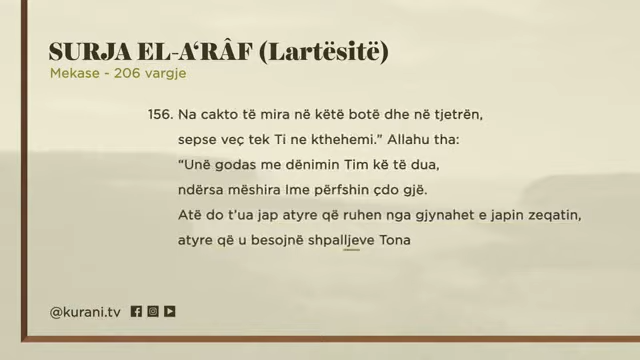 SURJA EL-A‘RÂF (Lartësitë)
Mekase - 206 vargje
156. Na cakto të mira në këtë botë dhe në tjetrën,
sepse veç tek Ti ne kthehemi.” Allahu tha:
“Unë godas me dënimin Tim kë të dua,
ndërsa mëshira Ime përfshin çdo gjë.
Atë do t’ua jap atyre që ruhen nga gjynahet e japin zeqatin,
atyre që u besojnë shpalljeve Tona
@kurani.tv